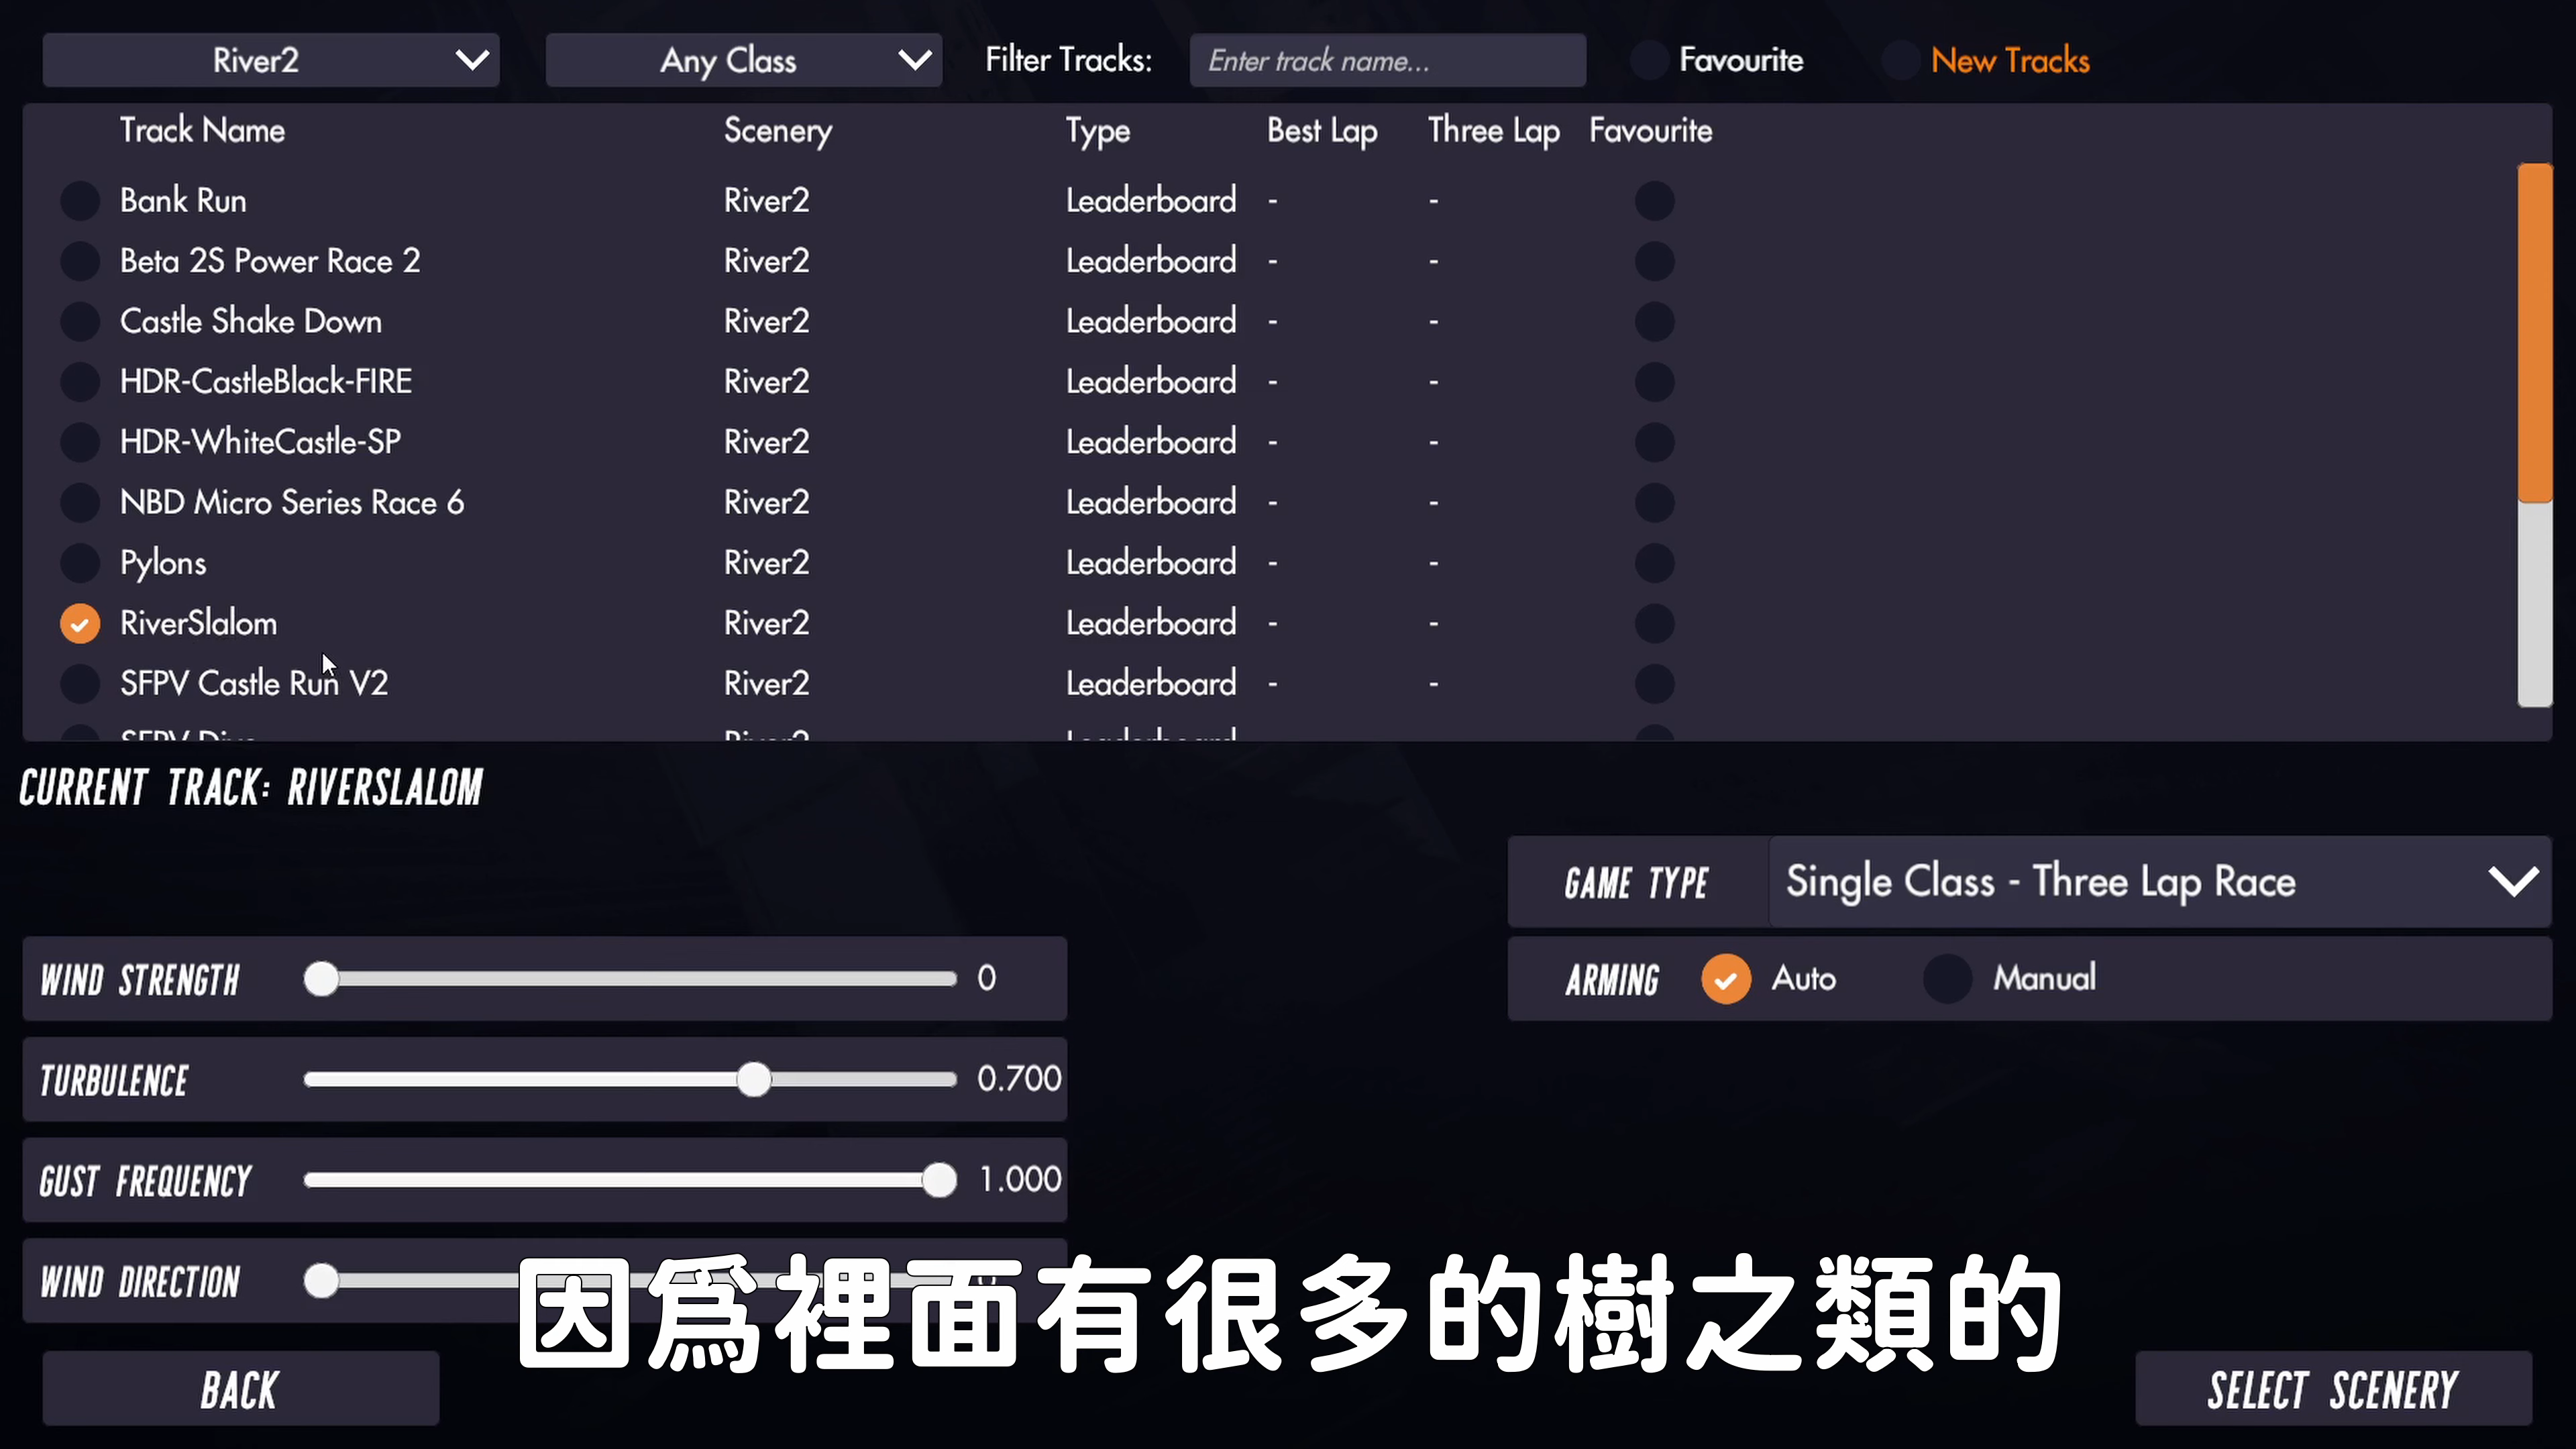 River2 Any Class Filter Tracks: Enter track name... Favourite New Tracks
Track Name Scenery Type Best Lap Three Lap Favourite
Bank Run River2 Leaderboard - -
Beta 2S Power Race 2 River2 Leaderboard - -
Castle Shake Down River2 Leaderboard - -
HDR-CastleBlack-FIRE River2 Leaderboard - -
HDR-WhiteCastle-SP River2 Leaderboard - -
NBD Micro Series Race 6 River2 Leaderboard - -
Pylons River2 Leaderboard - -
RiverSlalom River2 Leaderboard - -
SFPV Castle Run V2 River2 Leaderboard - -
CURRENT TRACK: RIVERSLALOM
GAME TYPE Single Class - Three Lap Race
WIND STRENGTH 0
ARMING Auto Manual
TURBULENCE 0.700
GUST FREQUENCY 1.000
WIND DIRECTION
因爲裡面有很多的樹之類的
BACK SELECT SCENERY